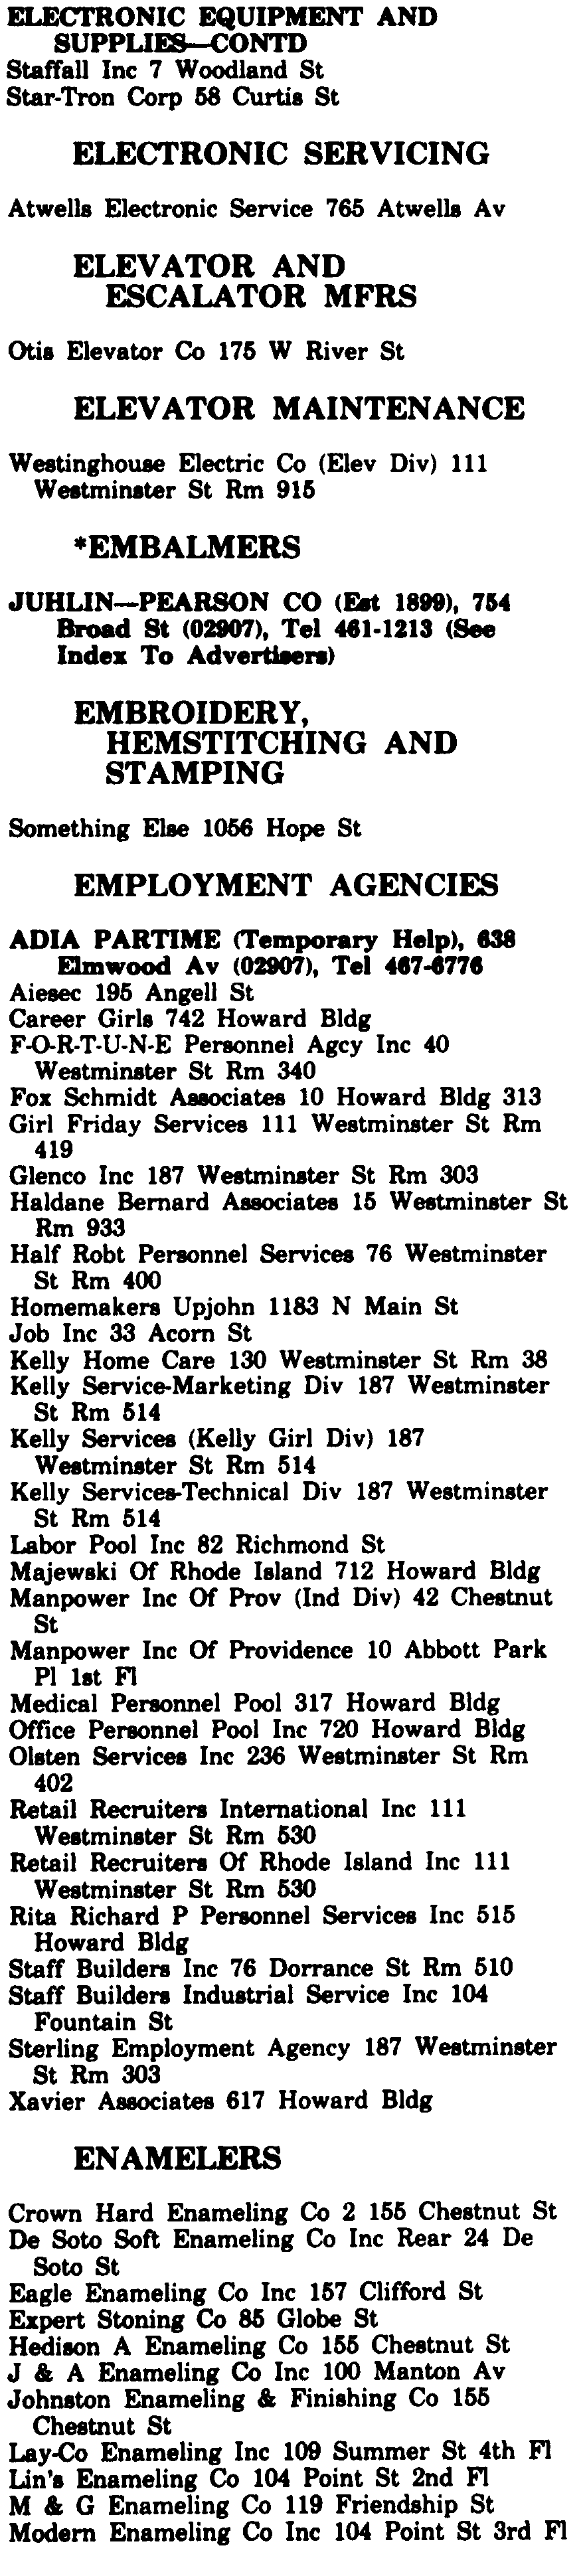 ELECTRONIC EQUIPMENT AND
SUPPLIES—CONTD
Staffall Inc 7 Woodland St
Star-Tron Corp 58 Curtis St
ELECTRONIC SERVICING
Atwells Electronic Service 765 Atwells Av
ELEVATOR AND
ESCALATOR MFRS
Otis Elevator Co 175 W River St
ELEVATOR MAINTENANCE
Westinghouse Electric Co (Elev Div) 111
Westminster St Rm 915
*EMBALMERS
JUHLIN—PEARSON CO (Est 1899), 754
Broad St (02907), Tel 461-1213 (See
Index To Advertisers)
EMBROIDERY,
HEMSTITCHING AND
STAMPING
Something Else 1056 Hope St
EMPLOYMENT AGENCIES
ADIA PARTIME (Temporary Help), 638
Elmwood Av (02907), Tel 467-6776
Aiesec 195 Angell St
Career Girls 742 Howard Bldg
F-O-R-T-U-N-E Personnel Agcy Inc 40
Westminster St Rm 340
Fox Schmidt Associates 10 Howard Bldg 313
Girl Friday Services 111 Westminster St Rm
419
Glenco Inc 187 Westminster St Rm 303
Haldane Bernard Associates 15 Westminster St
Rm 933
Half Robt Personnel Services 76 Westminster
St Rm 400
Homemakers Upjohn 1183 N Main St
Job Inc 33 Acorn St
Kelly Home Care 130 Westminster St Rm 38
Kelly Service-Marketing Div 187 Westminster
St Rm 514
Kelly Services (Kelly Girl Div) 187
Westminster St Rm 514
Kelly Services-Technical Div 187 Westminster
St Rm 514
Labor Pool Inc 82 Richmond St
Majewski Of Rhode Island 712 Howard Bldg
Manpower Inc Of Prov (Ind Div) 42 Chestnut
St
Manpower Inc Of Providence 10 Abbott Park
Pl 1st Fl
Medical Personnel Pool 317 Howard Bldg
Office Personnel Pool Inc 720 Howard Bldg
Olsten Services Inc 236 Westminster St Rm
402
Retail Recruiters International Inc 111
Westminster St Rm 530
Retail Recruiters Of Rhode Island Inc 111
Westminster St Rm 530
Rita Richard P Personnel Services Inc 515
Howard Bldg
Staff Builders Inc 76 Dorrance St Rm 510
Staff Builders Industrial Service Inc 104
Fountain St
Sterling Employment Agency 187 Westminster
St Rm 303
Xavier Associates 617 Howard Bldg
ENAMELERS
Crown Hard Enameling Co 2 155 Chestnut St
De Soto Soft Enameling Co Inc Rear 24 De
Soto St
Eagle Enameling Co Inc 157 Clifford St
Expert Stoning Co 85 Globe St
Hedison A Enameling Co 155 Chestnut St
J & A Enameling Co Inc 100 Manton Av
Johnston Enameling & Finishing Co 155
Chestnut St
Lay-Co Enameling Inc 109 Summer St 4th Fl
Lin's Enameling Co 104 Point St 2nd Fl
M & G Enameling Co 119 Friendship St
Modern Enameling Co Inc 104 Point St 3rd Fl